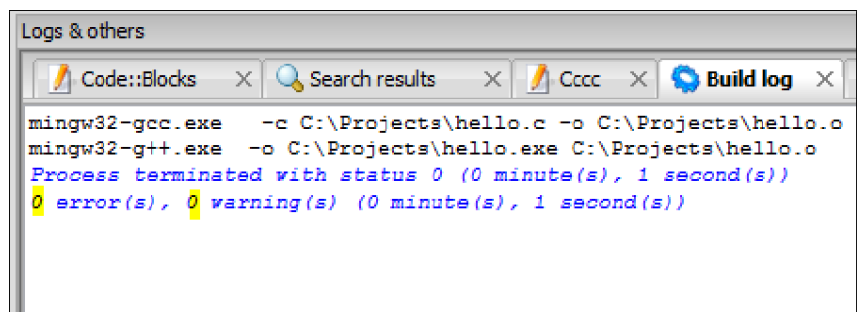 Logs & others
Code::Blocks Search results Cccc Build log
mingw32-gcc.exe -c C:\Projects\hello.c -o C:\Projects\hello.o
mingw32-g++.exe -o C:\Projects\hello.exe C:\Projects\hello.o
Process terminated with status 0 (0 minute(s), 1 second(s))
0 error(s), 0 warning(s) (0 minute(s), 1 second(s))